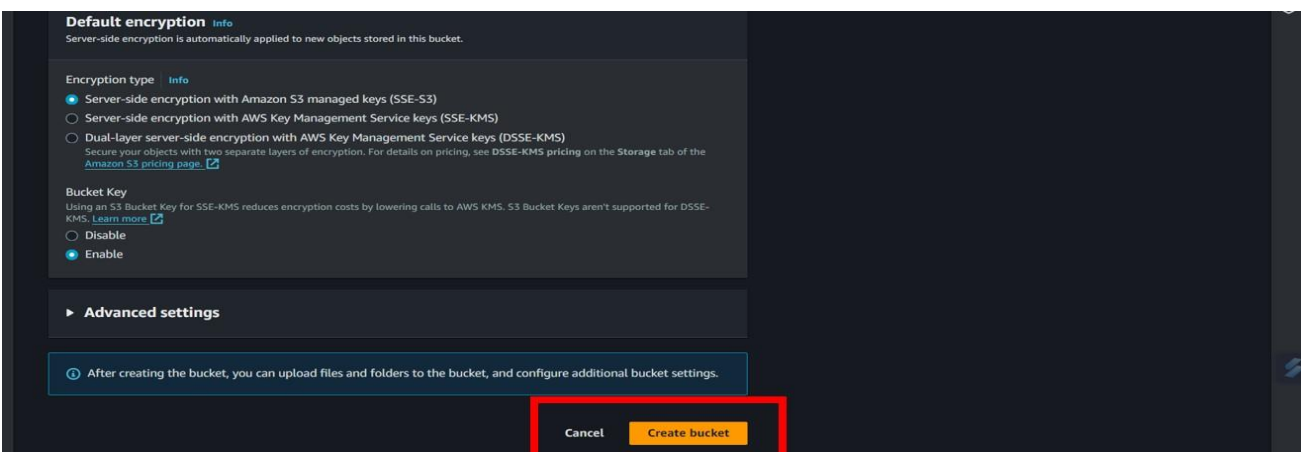 Default encryption Info
Server-side encryption is automatically applied to new objects stored in this bucket.
Encryption type Info
Server-side encryption with Amazon S3 managed keys (SSE-S3)
Server-side encryption with AWS Key Management Service keys (SSE-KMS)
Dual-layer server-side encryption with AWS Key Management Service keys (DSSE-KMS)
Secure your objects with two separate layers of encryption. For details on pricing, see DSSE-KMS pricing on the Storage tab of the
Amazon S3 pricing page.
Bucket Key
Using an S3 Bucket Key for SSE-KMS reduces encryption costs by lowering calls to AWS KMS. S3 Bucket Keys aren't supported for DSSE-
KMS. Learn more
Disable
Enable
Advanced settings
After creating the bucket, you can upload files and folders to the bucket, and configure additional bucket settings.
Cancel Create bucket